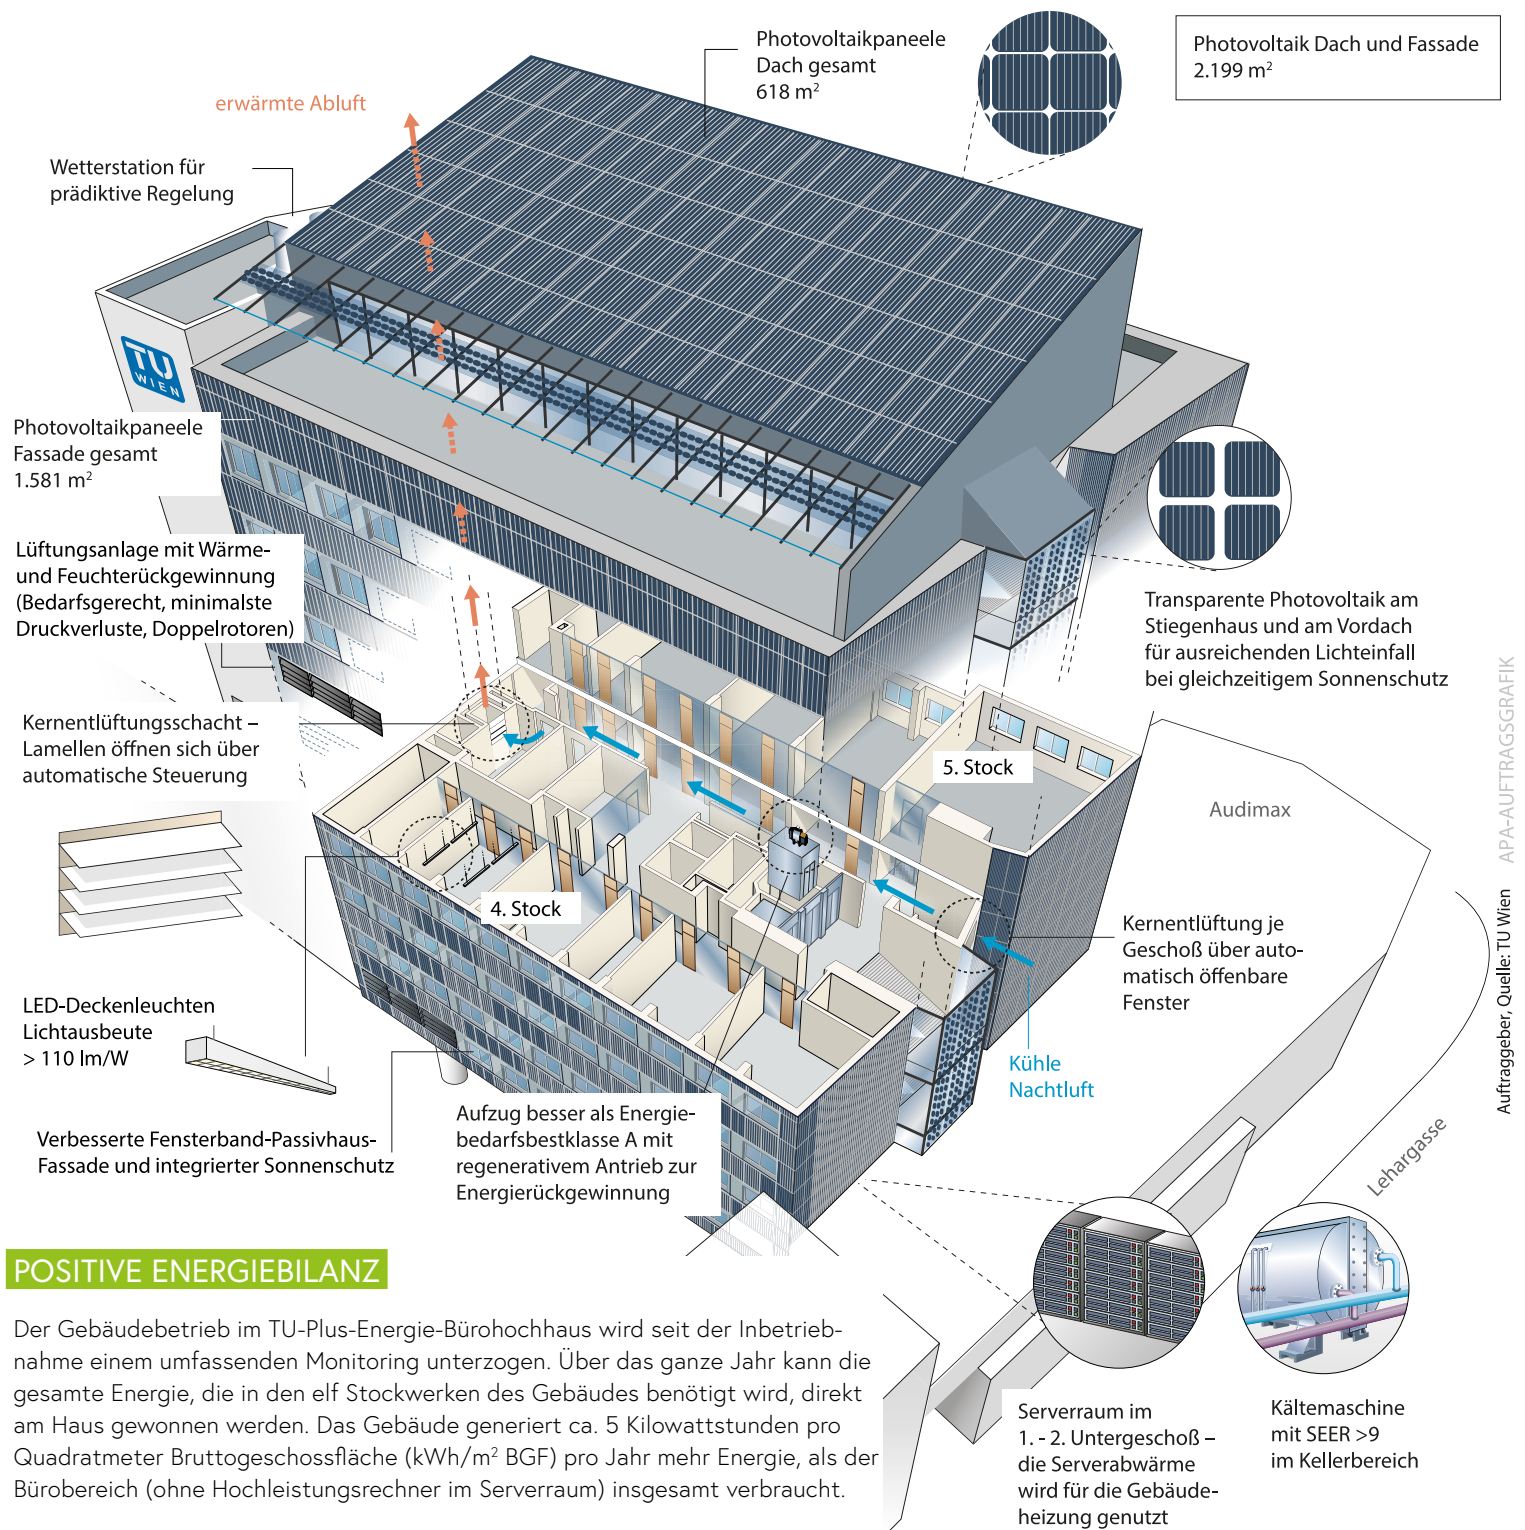 Photovoltaikpaneele
Dach gesamt
618 m²
Photovoltaik Dach und Fassade
2.199 m²
erwärmte Abluft
Wetterstation für
prädiktive Regelung
TU
WIEN
Photovoltaikpaneele
Fassade gesamt
1.581 m²
Lüftungsanlage mit Wärme-
und Feuchterückgewinnung
(Bedarfsgerecht, minimalste
Druckverluste, Doppelrotoren)
Transparente Photovoltaik am
Stiegenhaus und am Vordach
für ausreichenden Lichteinfall
bei gleichzeitigem Sonnenschutz
Kernentlüftungsschacht –
Lamellen öffnen sich über
automatische Steuerung
5. Stock
Audimax
4. Stock
Kernentlüftung je
Geschoß über auto-
matisch öffenbare
Fenster
LED-Deckenleuchten
Lichtausbeute
> 110 lm/W
Kühle
Nachtluft
Aufzug besser als Energie-
bedarfsbestklasse A mit
regenerativem Antrieb zur
Energierückgewinnung
Verbesserte Fensterband-Passivhaus-
Fassade und integrierter Sonnenschutz
Lehargasse
APA-AUFTRAGSGRAFIK
Auftraggeber, Quelle: TU Wien
POSITIVE ENERGIEBILANZ
Der Gebäudebetrieb im TU-Plus-Energie-Bürohochhaus wird seit der Inbetrieb-
nahme einem umfassenden Monitoring unterzogen. Über das ganze Jahr kann die
gesamte Energie, die in den elf Stockwerken des Gebäudes benötigt wird, direkt
am Haus gewonnen werden. Das Gebäude generiert ca. 5 Kilowattstunden pro
Quadratmeter Bruttogeschossfläche (kWh/m² BGF) pro Jahr mehr Energie, als der
Bürobereich (ohne Hochleistungsrechner im Serverraum) insgesamt verbraucht.
Serverraum im
1. - 2. Untergeschoß –
die Serverabwärme
wird für die Gebäude-
heizung genutzt
Kältemaschine
mit SEER >9
im Kellerbereich